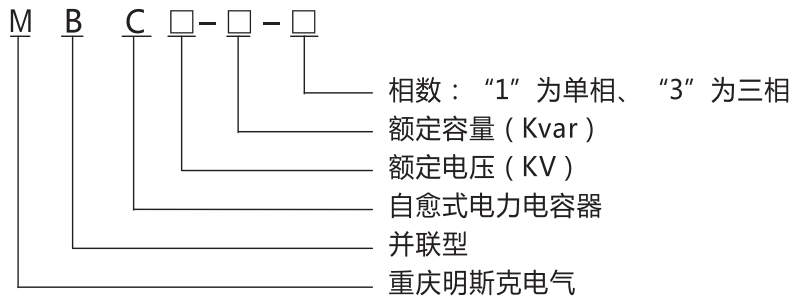 M B C □-□-□
相数：“1”为单相、“3”为三相
额定容量（Kvar）
额定电压（KV）
自愈式电力电容器
并联型
重庆明斯克电气